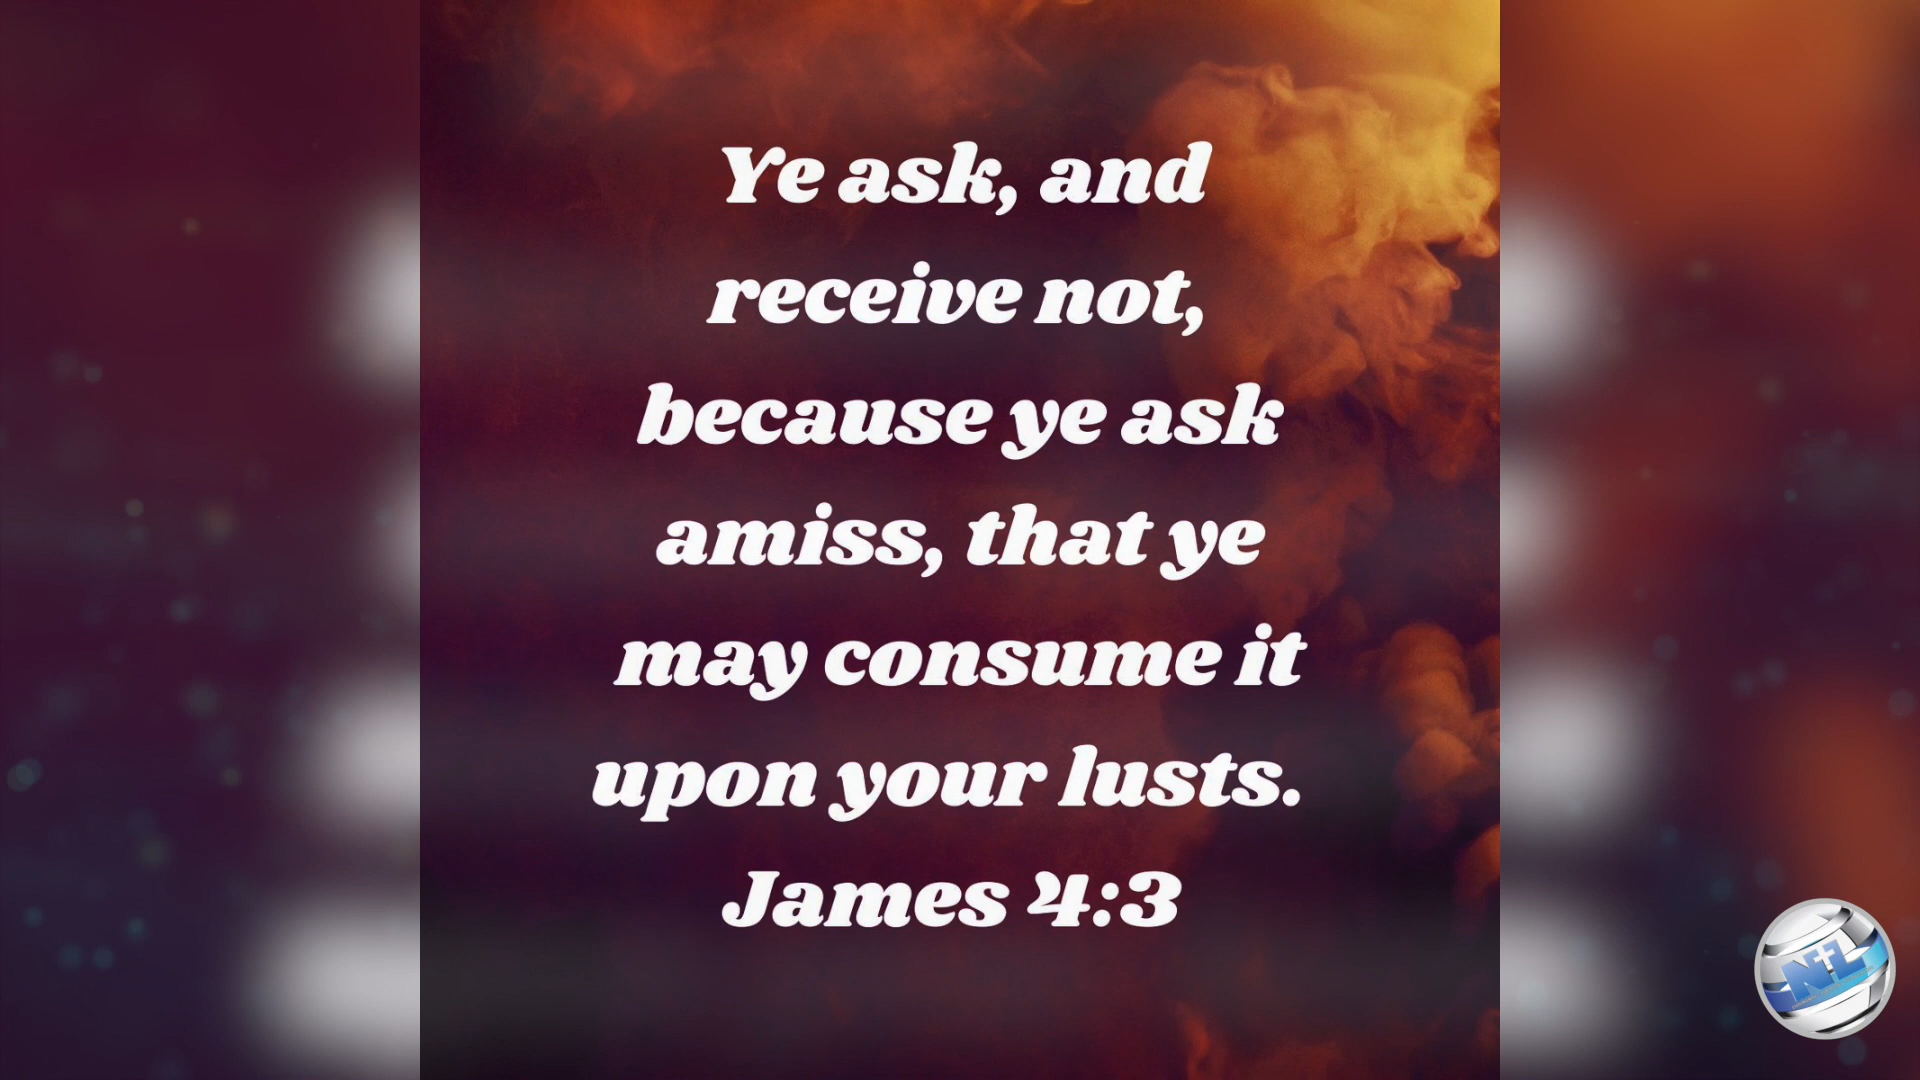 Ye ask, and
receive not,
because ye ask
amiss, that ye
may consume it
upon your lusts.
James 4:3
NL